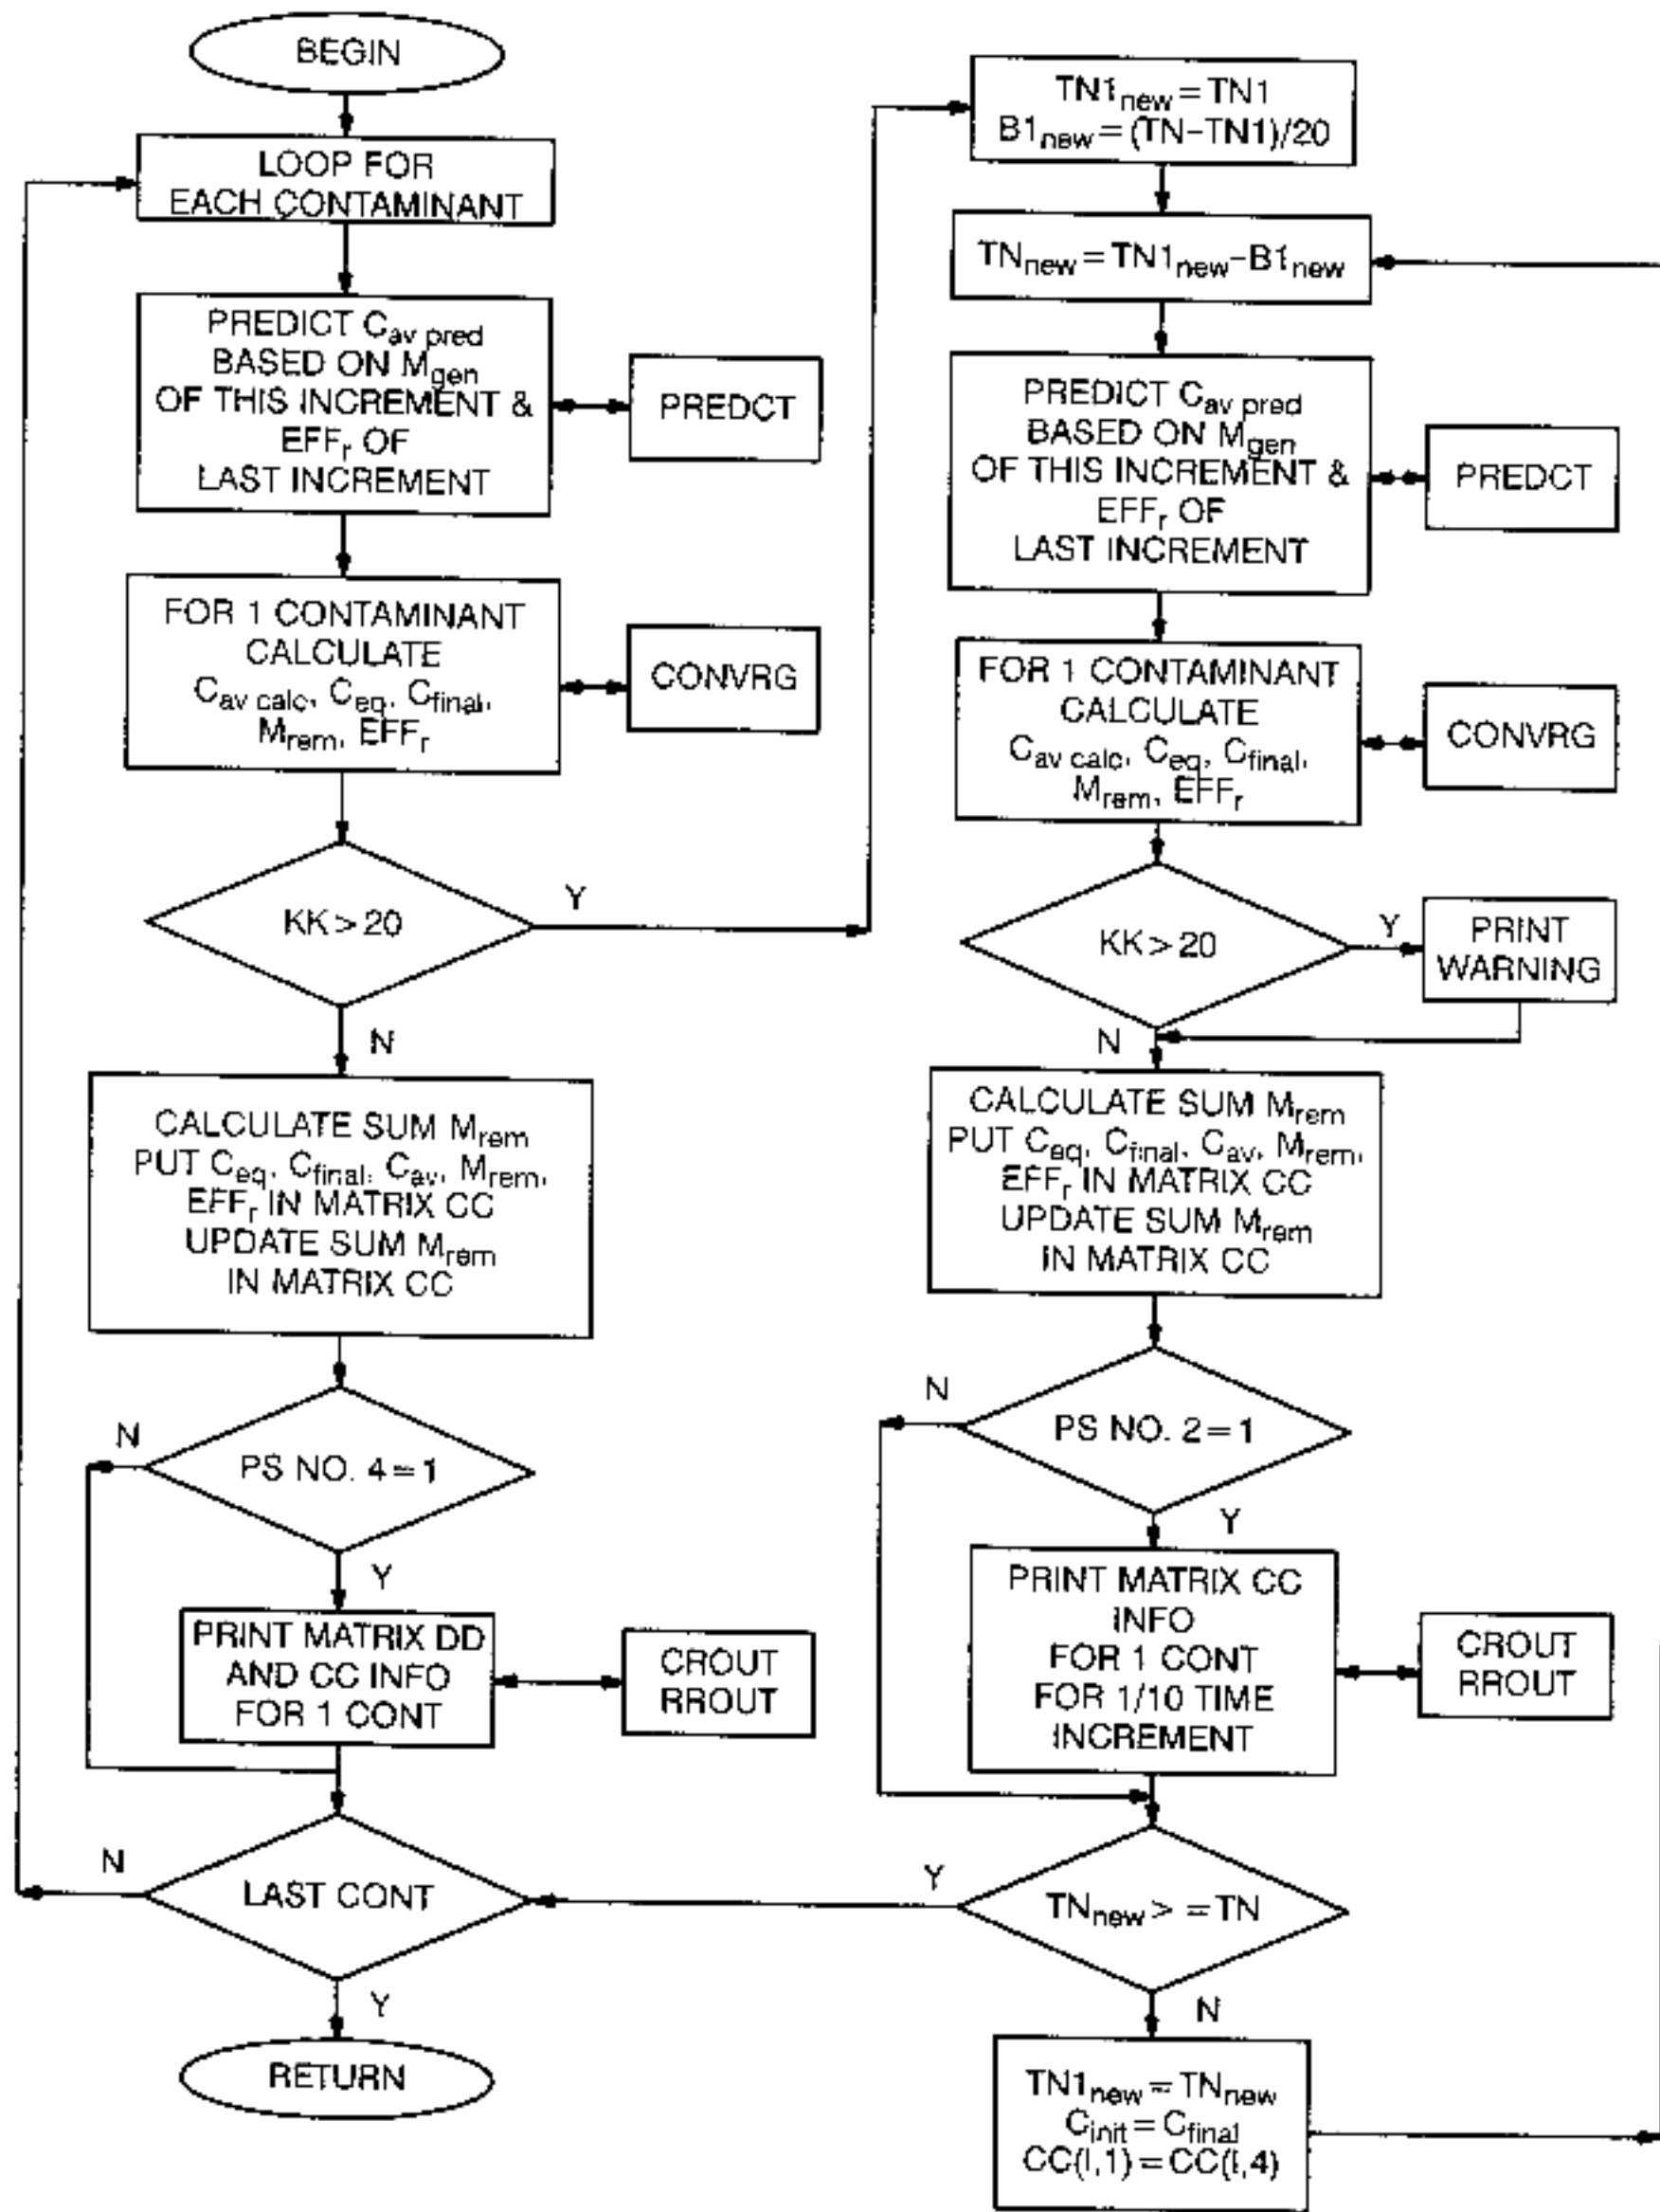 BEGIN
LOOP FOR
EACH CONTAMINANT
PREDICT C_av pred
BASED ON M_gen
OF THIS INCREMENT &
EFF_r OF
LAST INCREMENT
PREDCT
FOR 1 CONTAMINANT
CALCULATE
C_av calc, C_eq, C_final,
M_rem, EFF_r
CONVRG
KK > 20
Y
N
CALCULATE SUM M_rem
PUT C_eq, C_final, C_av, M_rem,
EFF_r IN MATRIX CC
UPDATE SUM M_rem
IN MATRIX CC
PS NO. 4 = 1
N
Y
PRINT MATRIX DD
AND CC INFO
FOR 1 CONT
CROUT
RROUT
LAST CONT
N
Y
RETURN
TN1_new = TN1
B1_new = (TN-TN1)/20
TN_new = TN1_new-B1_new
PREDICT C_av pred
BASED ON M_gen
OF THIS INCREMENT &
EFF_r OF
LAST INCREMENT
PREDCT
FOR 1 CONTAMINANT
CALCULATE
C_av calc, C_eq, C_final,
M_rem, EFF_r
CONVRG
KK > 20
Y
PRINT
WARNING
N
CALCULATE SUM M_rem
PUT C_eq, C_final, C_av, M_rem,
EFF_r IN MATRIX CC
UPDATE SUM M_rem
IN MATRIX CC
PS NO. 2 = 1
N
Y
PRINT MATRIX CC
INFO
FOR 1 CONT
FOR 1/10 TIME
INCREMENT
CROUT
RROUT
TN_new > = TN
Y
N
TN1_new = TN_new
C_init = C_final
CC(I,1) = CC(I,4)